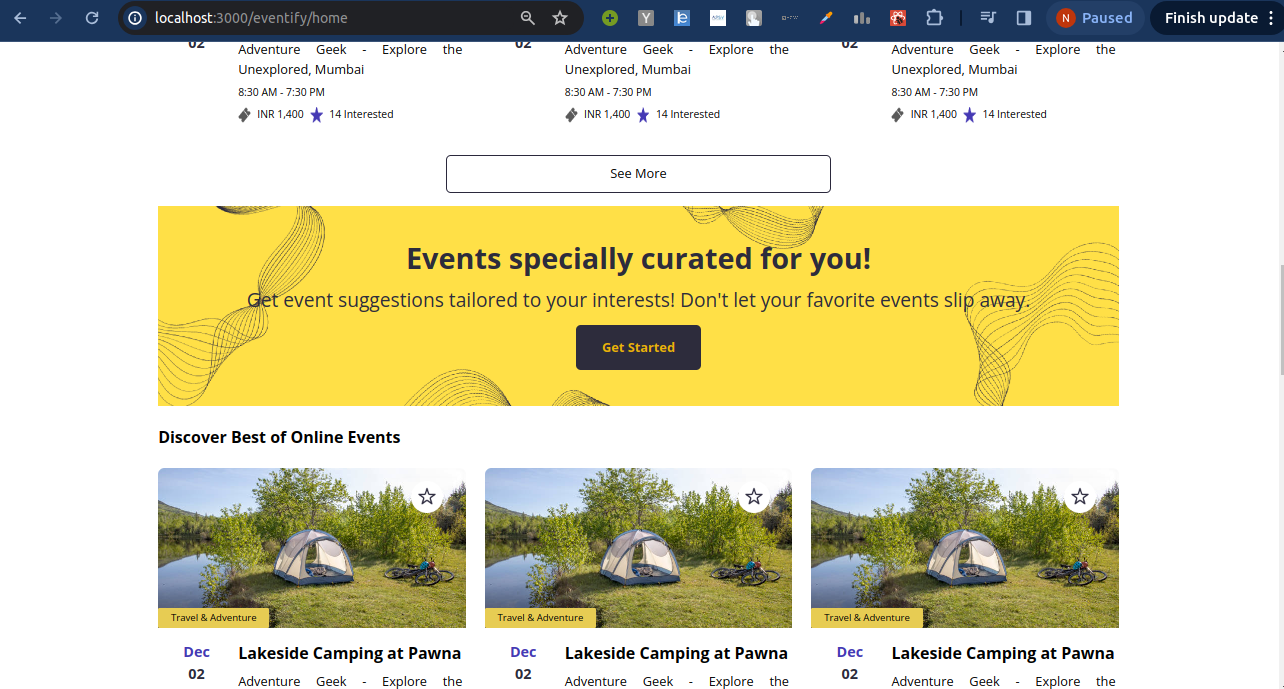 localhost:3000/eventify/home
N Paused Finish update
02 02 02
Adventure Geek - Explore the Adventure Geek - Explore the Adventure Geek - Explore the
Unexplored, Mumbai Unexplored, Mumbai Unexplored, Mumbai
8:30 AM - 7:30 PM 8:30 AM - 7:30 PM 8:30 AM - 7:30 PM
INR 1,400 14 Interested INR 1,400 14 Interested INR 1,400 14 Interested
See More
Events specially curated for you!
Get event suggestions tailored to your interests! Don't let your favorite events slip away.
Get Started
Discover Best of Online Events
Travel & Adventure Travel & Adventure Travel & Adventure
Dec Lakeside Camping at Pawna Dec Lakeside Camping at Pawna Dec Lakeside Camping at Pawna
02 02 02
Adventure Geek - Explore the Adventure Geek - Explore the Adventure Geek - Explore the